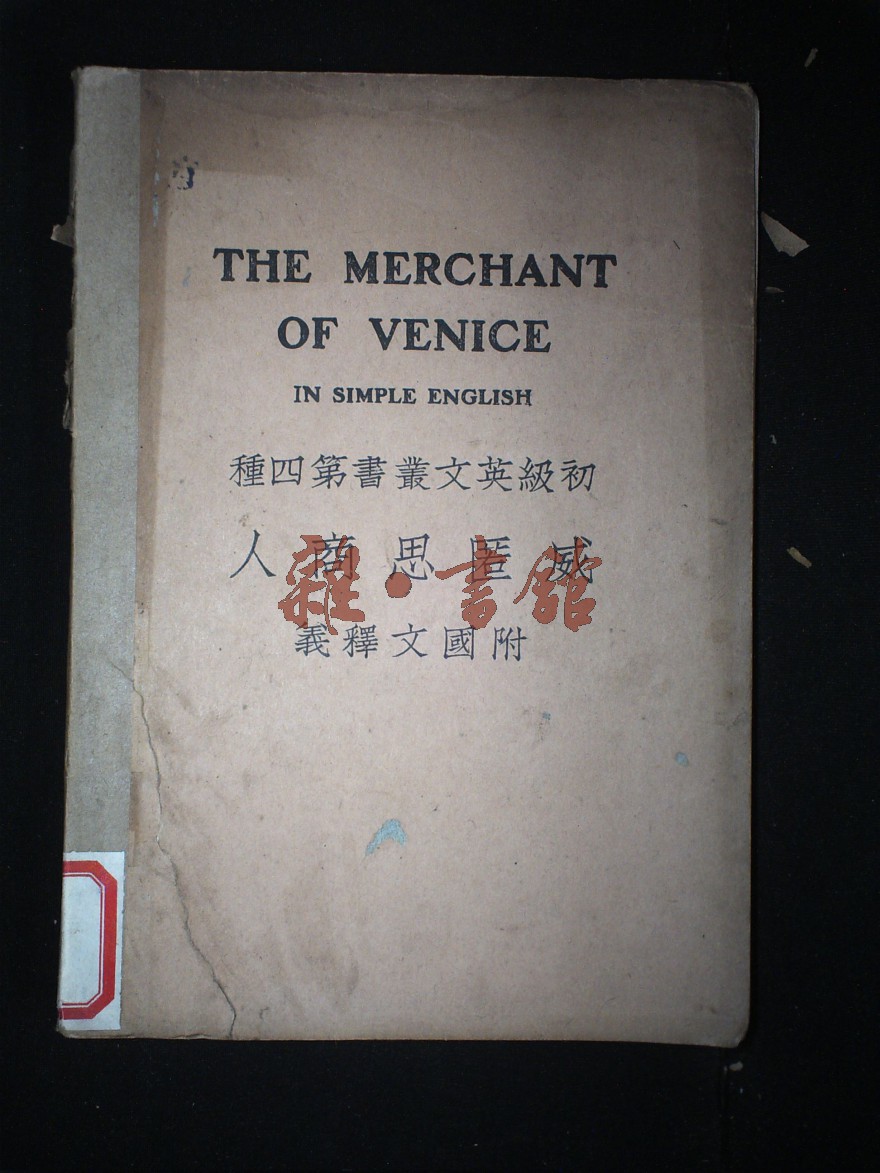 THE MERCHANT
OF VENICE
IN SIMPLE ENGLISH
初級英文叢書第四種
威匿思商人
附國文釋義
雜·書館